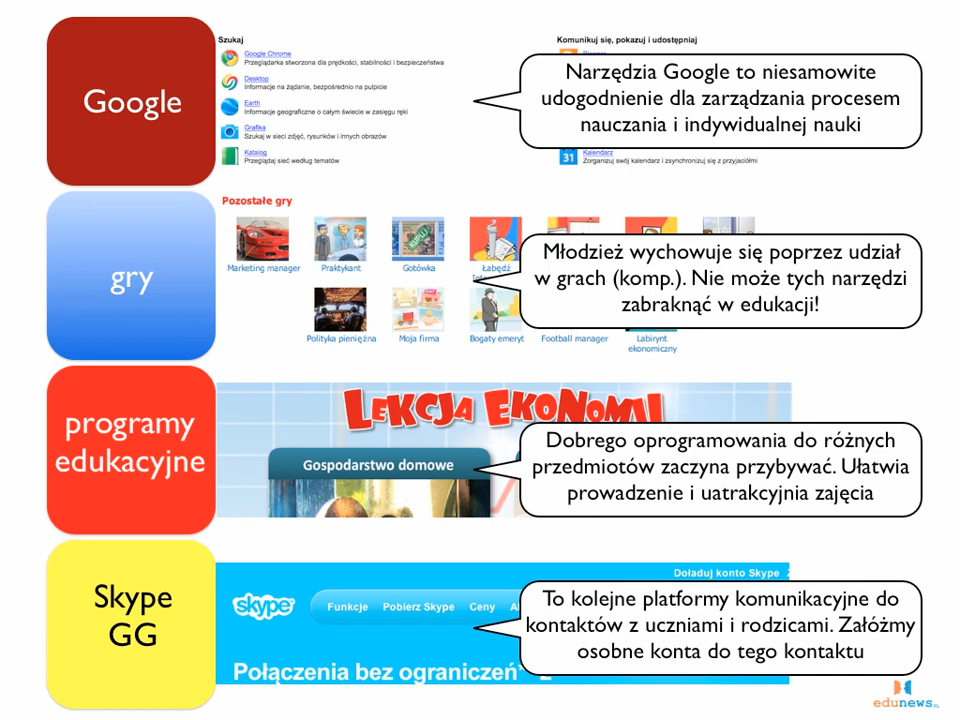 Google
Szukaj
Google Chrome
Przeglądarka stworzona dla prędkości, stabilności i bezpieczeństwa
Desktop
Informacje na żądanie, bezpośrednio na pulpicie
Earth
Informacje geograficzne o całym świecie w zasięgu ręki
Grafika
Szukaj w sieci zdjęć, rysunków i innych obrazów
Katalog
Przeglądaj sieć według tematów
Komunikuj się, pokazuj i udostępniaj
31
Kalendarz
Zorganizuj swój kalendarz i zsynchronizuj się z przyjaciółmi
Narzędzia Google to niesamowite
udogodnienie dla zarządzania procesem
nauczania i indywidualnej nauki
gry
Pozostałe gry
KUPUJ
Marketing manager
Praktykant
Gotówka
Łabędź
Polityka pieniężna
Moja firma
Bogaty emeryt
Football manager
Labirynt
ekonomiczny
Młodzież wychowuje się poprzez udział
w grach (komp.). Nie może tych narzędzi
zabraknąć w edukacji!
programy
edukacyjne
LEKCJA EKONOMII
Gospodarstwo domowe
Dobrego oprogramowania do różnych
przedmiotów zaczyna przybywać. Ułatwia
prowadzenie i uatrakcyjnia zajęcia
Skype
GG
Doładuj konto Skype
skype
Funkcje Pobierz Skype Ceny
Połączenia bez ograniczeń
To kolejne platformy komunikacyjne do
kontaktów z uczniami i rodzicami. Załóżmy
osobne konta do tego kontaktu
edunews.PL